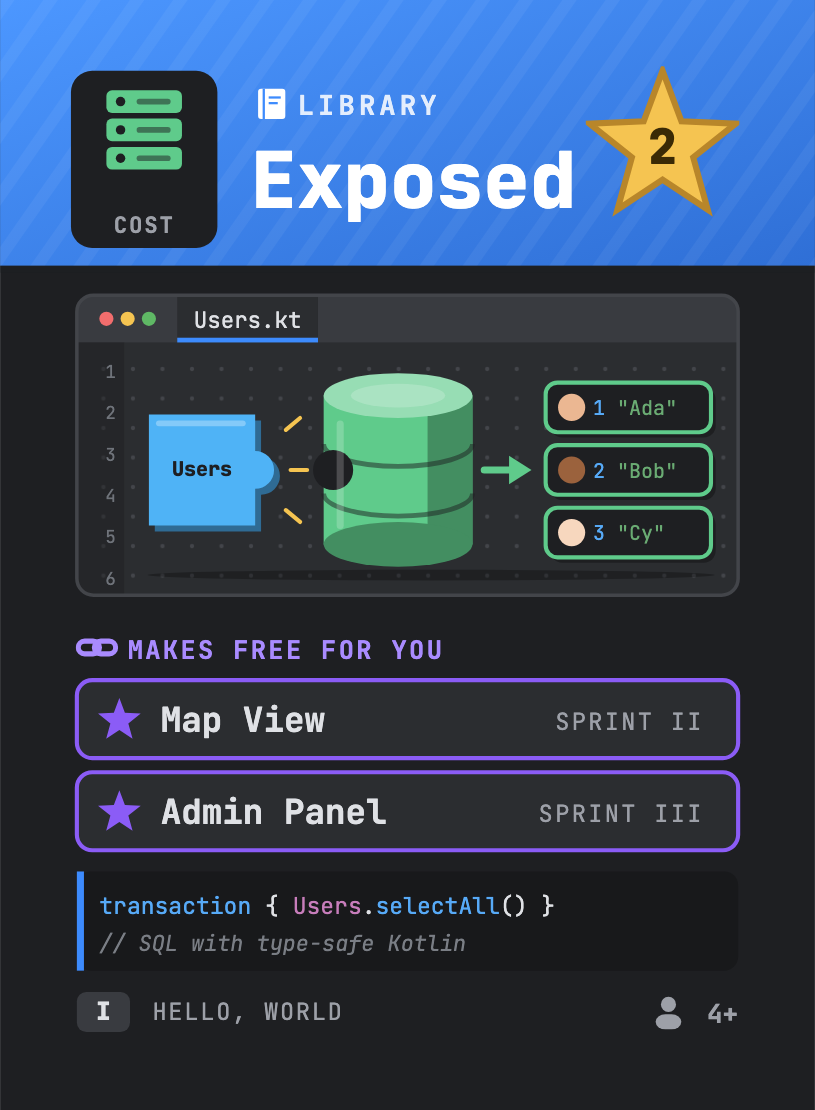 LIBRARY
Exposed
2
COST
Users.kt
1
2
3
4
5
6
Users
1 "Ada"
2 "Bob"
3 "Cy"
MAKES FREE FOR YOU
Map View SPRINT II
Admin Panel SPRINT III
transaction { Users.selectAll() }
// SQL with type-safe Kotlin
I HELLO, WORLD 4+